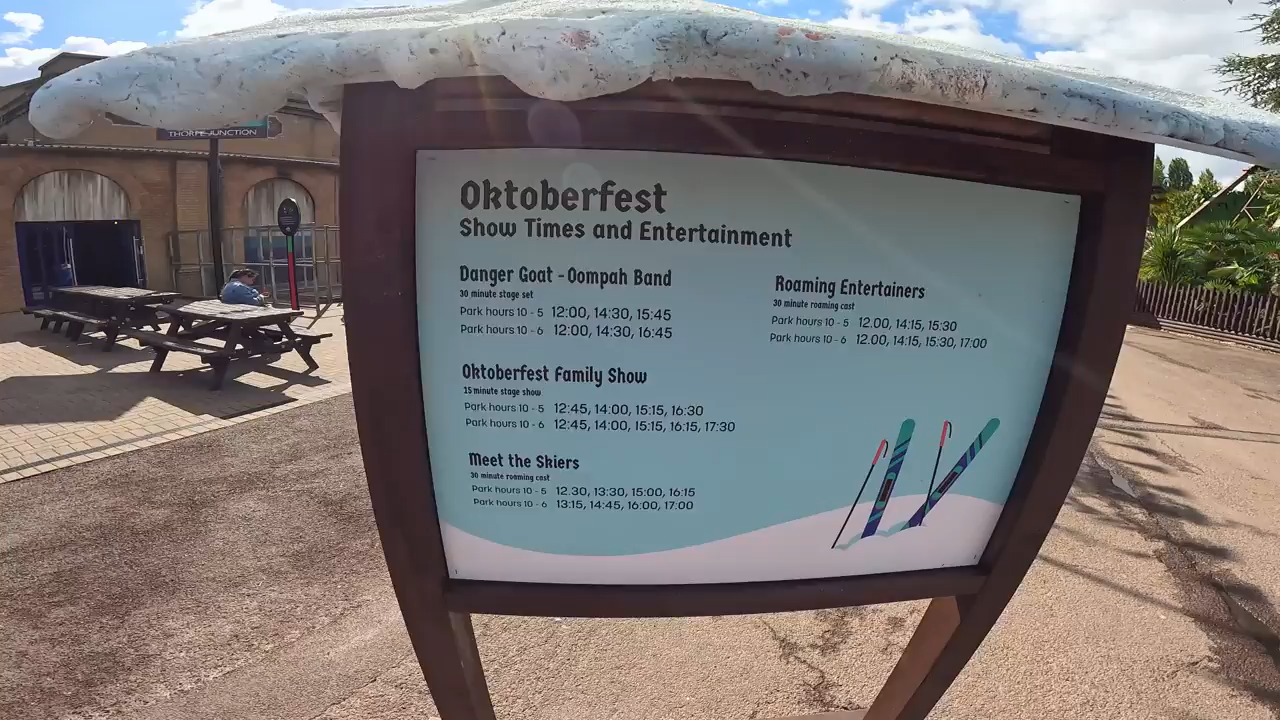 THORPE JUNCTION
Oktoberfest
Show Times and Entertainment
Danger Goat - Oompah Band
30 minute stage set
Park hours 10 - 5 12:00, 14:30, 15:45
Park hours 10 - 6 12:00, 14:30, 16:45
Oktoberfest Family Show
15 minute stage show
Park hours 10 - 5 12:45, 14:00, 15:15, 16:30
Park hours 10 - 6 12:45, 14:00, 15:15, 16:15, 17:30
Meet the Skiers
30 minute roaming cast
Park hours 10 - 5 12.30, 13:30, 15:00, 16:15
Park hours 10 - 6 13:15, 14:45, 16:00, 17:00
Roaming Entertainers
30 minute roaming cast
Park hours 10 - 5 12.00, 14:15, 15:30
Park hours 10 - 6 12.00, 14:15, 15:30, 17:00